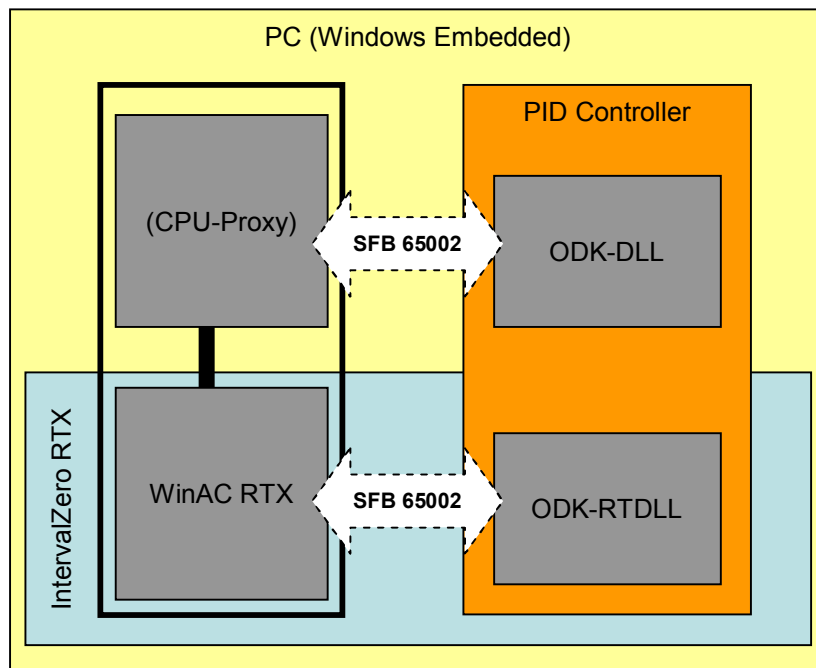 PC (Windows Embedded)
PID Controller
(CPU-Proxy)
SFB 65002
ODK-DLL
IntervalZero RTX
WinAC RTX
SFB 65002
ODK-RTDLL